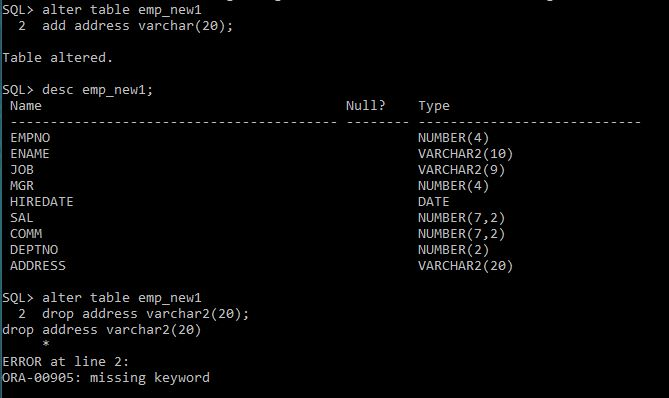 SQL> alter table emp_new1
  2  add address varchar(20);
Table altered.
SQL> desc emp_new1;
 Name                                      Null?    Type
 ----------------------------------------- -------- ----------------------------
 EMPNO                                              NUMBER(4)
 ENAME                                              VARCHAR2(10)
 JOB                                                VARCHAR2(9)
 MGR                                                NUMBER(4)
 HIREDATE                                           DATE
 SAL                                                NUMBER(7,2)
 COMM                                               NUMBER(7,2)
 DEPTNO                                             NUMBER(2)
 ADDRESS                                            VARCHAR2(20)
SQL> alter table emp_new1
  2  drop address varchar2(20);
drop address varchar2(20)
     *
ERROR at line 2:
ORA-00905: missing keyword